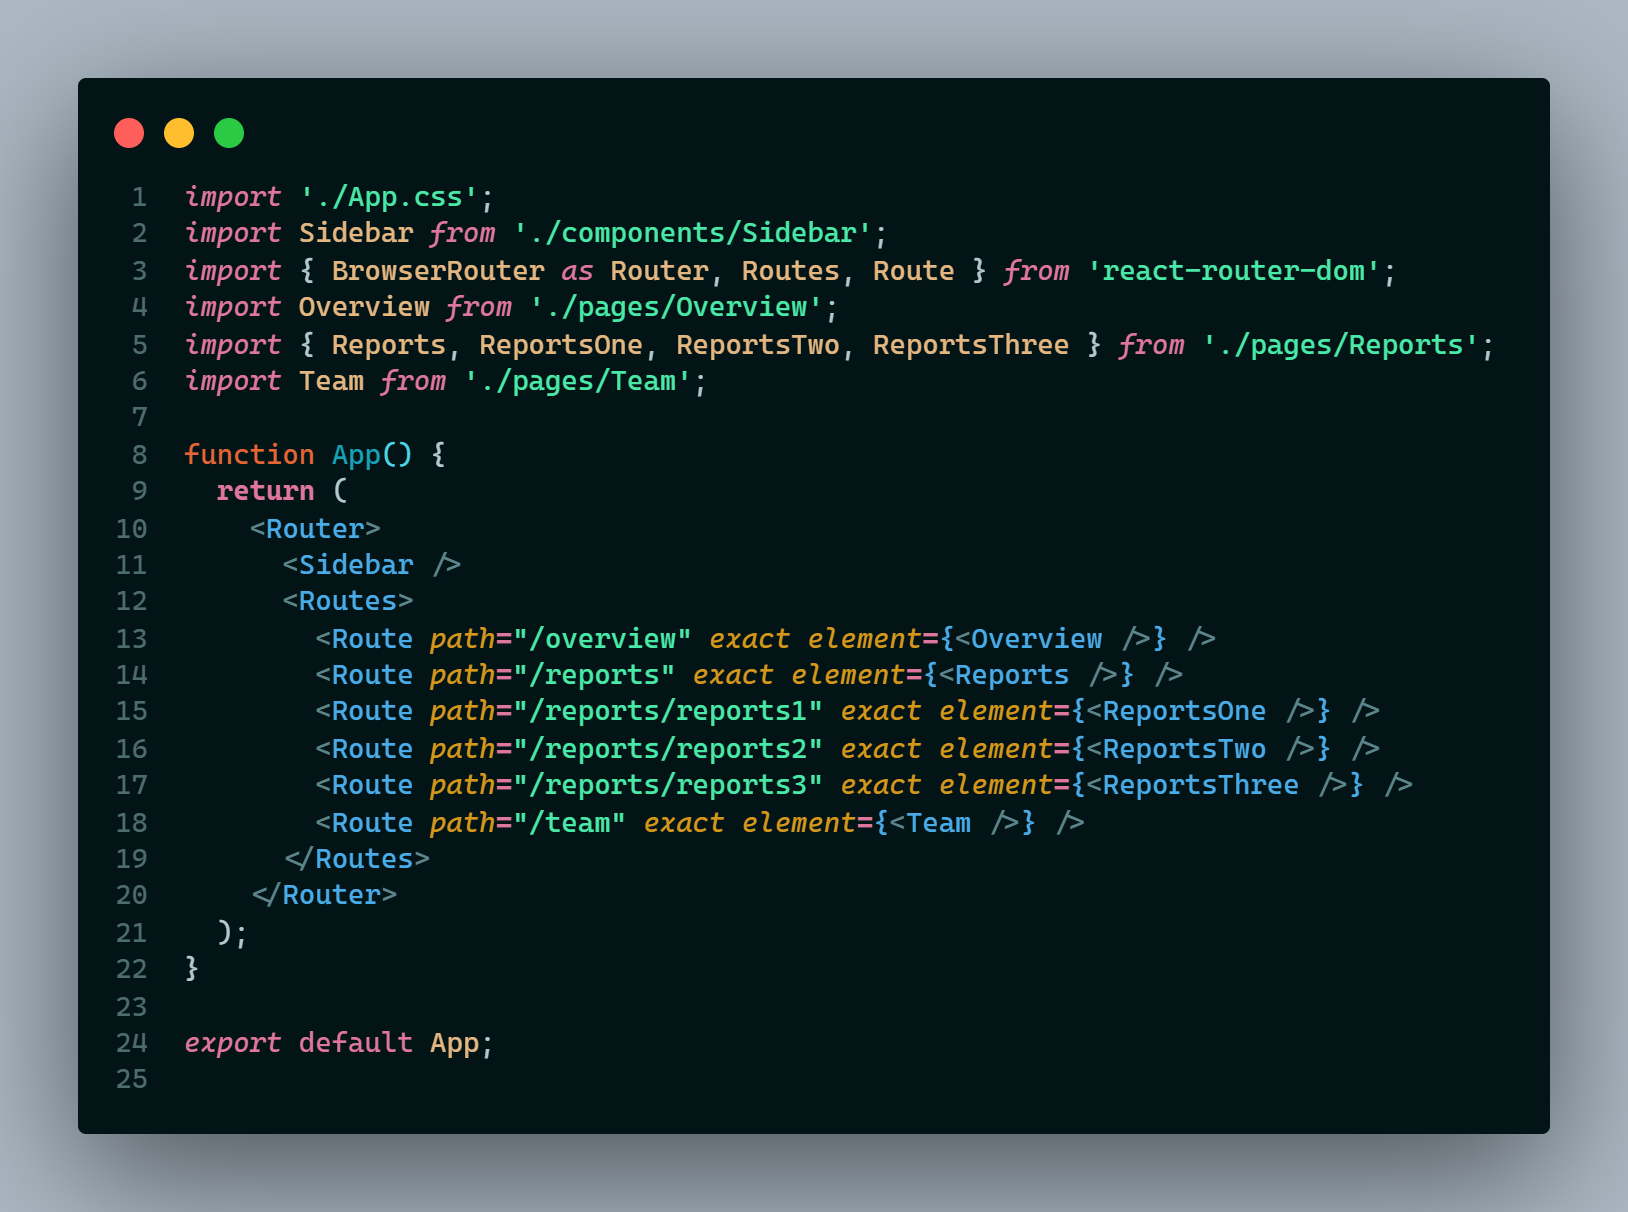 1 import './App.css';
2 import Sidebar from './components/Sidebar';
3 import { BrowserRouter as Router, Routes, Route } from 'react-router-dom';
4 import Overview from './pages/Overview';
5 import { Reports, ReportsOne, ReportsTwo, ReportsThree } from './pages/Reports';
6 import Team from './pages/Team';
7
8 function App() {
9   return (
10     <Router>
11       <Sidebar />
12       <Routes>
13         <Route path="/overview" exact element={<Overview />} />
14         <Route path="/reports" exact element={<Reports />} />
15         <Route path="/reports/reports1" exact element={<ReportsOne />} />
16         <Route path="/reports/reports2" exact element={<ReportsTwo />} />
17         <Route path="/reports/reports3" exact element={<ReportsThree />} />
18         <Route path="/team" exact element={<Team />} />
19       </Routes>
20     </Router>
21   );
22 }
23
24 export default App;
25